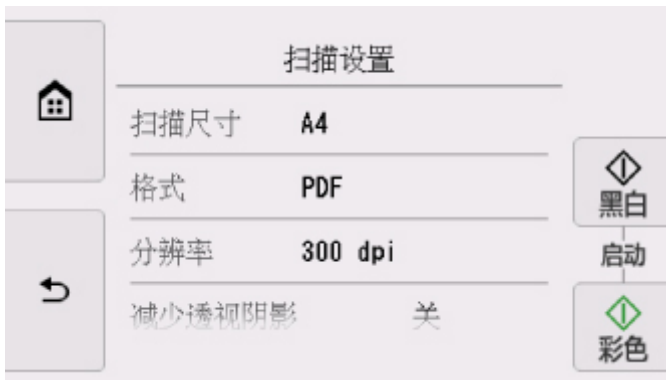 扫描设置
扫描尺寸 A4
格式 PDF
分辨率 300 dpi
减少透视阴影 关
黑白
启动
彩色